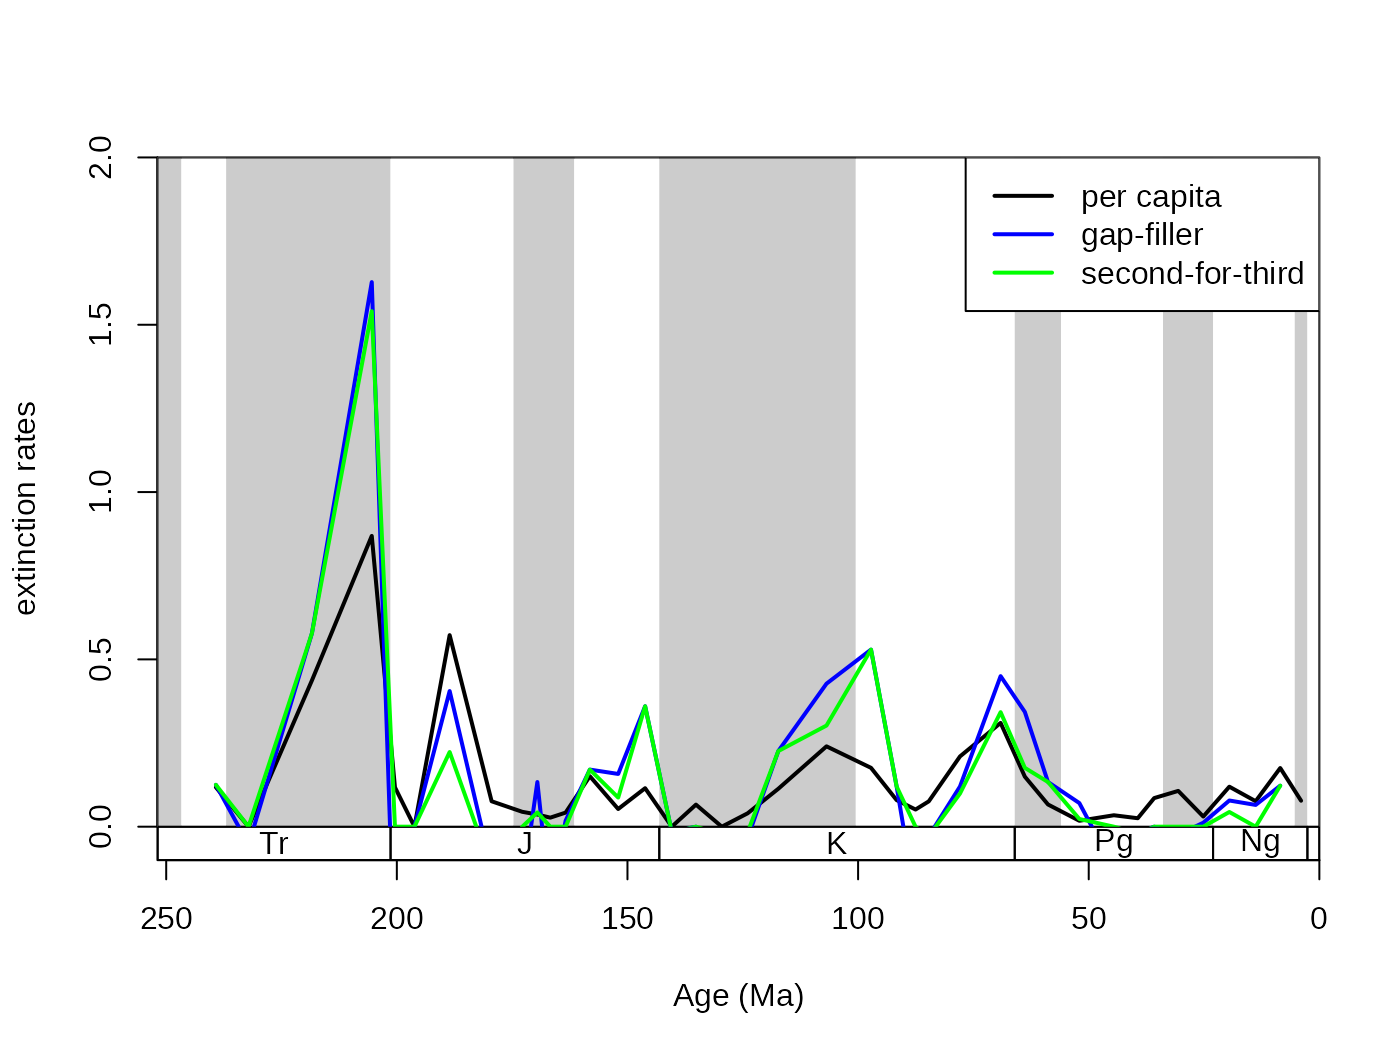 2.0
1.5
1.0
0.5
0.0
extinction rates
per capita
gap-filler
second-for-third
Tr J K Pg Ng
250 200 150 100 50 0
Age (Ma)